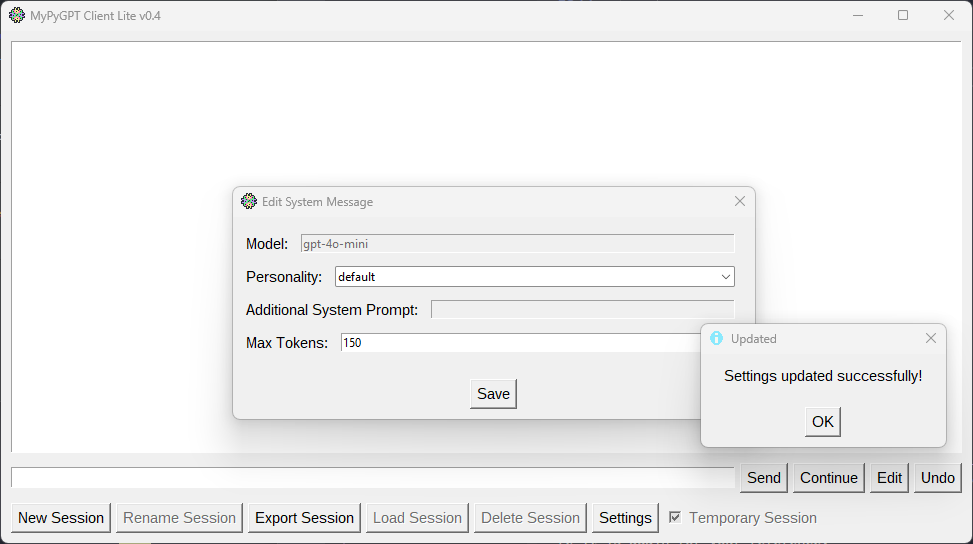 MyPyGPT Client Lite v0.4
Edit System Message
Model: gpt-4o-mini
Personality: default
Additional System Prompt:
Max Tokens: 150
Save
Updated
Settings updated successfully!
OK
Send Continue Edit Undo
New Session Rename Session Export Session Load Session Delete Session Settings Temporary Session